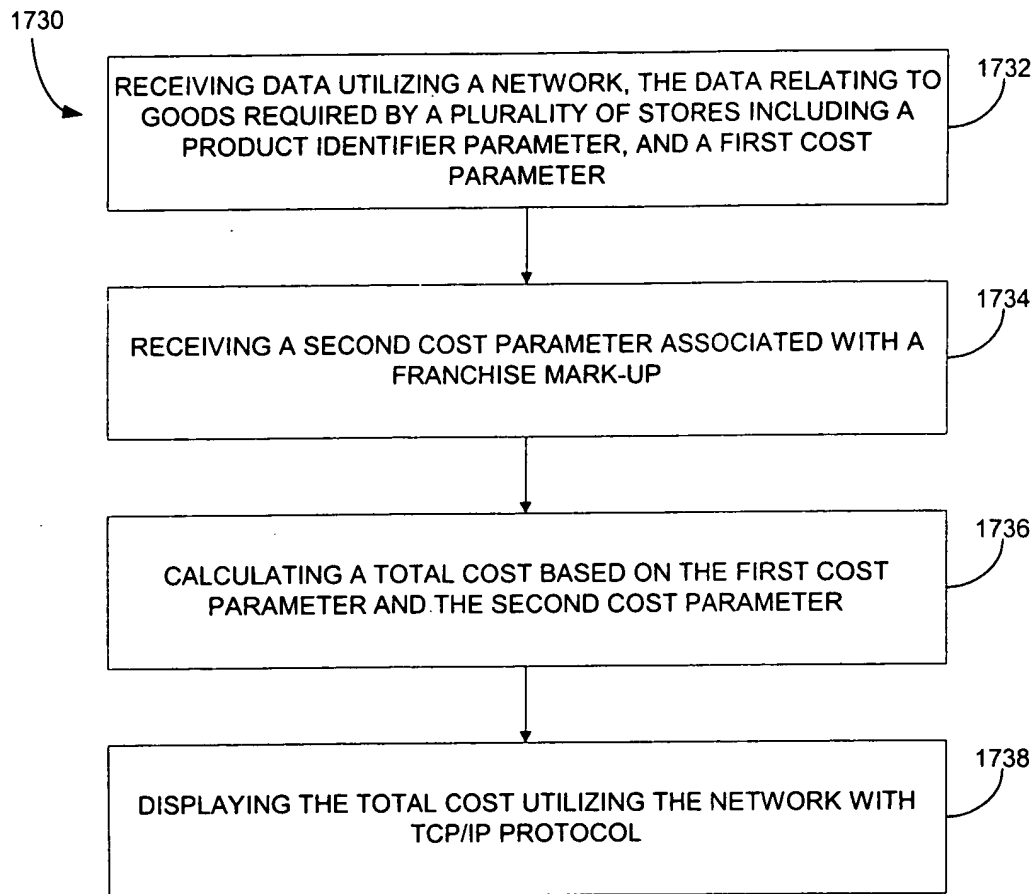 1730
RECEIVING DATA UTILIZING A NETWORK, THE DATA RELATING TO
GOODS REQUIRED BY A PLURALITY OF STORES INCLUDING A
PRODUCT IDENTIFIER PARAMETER, AND A FIRST COST
PARAMETER
1732
RECEIVING A SECOND COST PARAMETER ASSOCIATED WITH A
FRANCHISE MARK-UP
1734
CALCULATING A TOTAL COST BASED ON THE FIRST COST
PARAMETER AND THE SECOND COST PARAMETER
1736
DISPLAYING THE TOTAL COST UTILIZING THE NETWORK WITH
TCP/IP PROTOCOL
1738